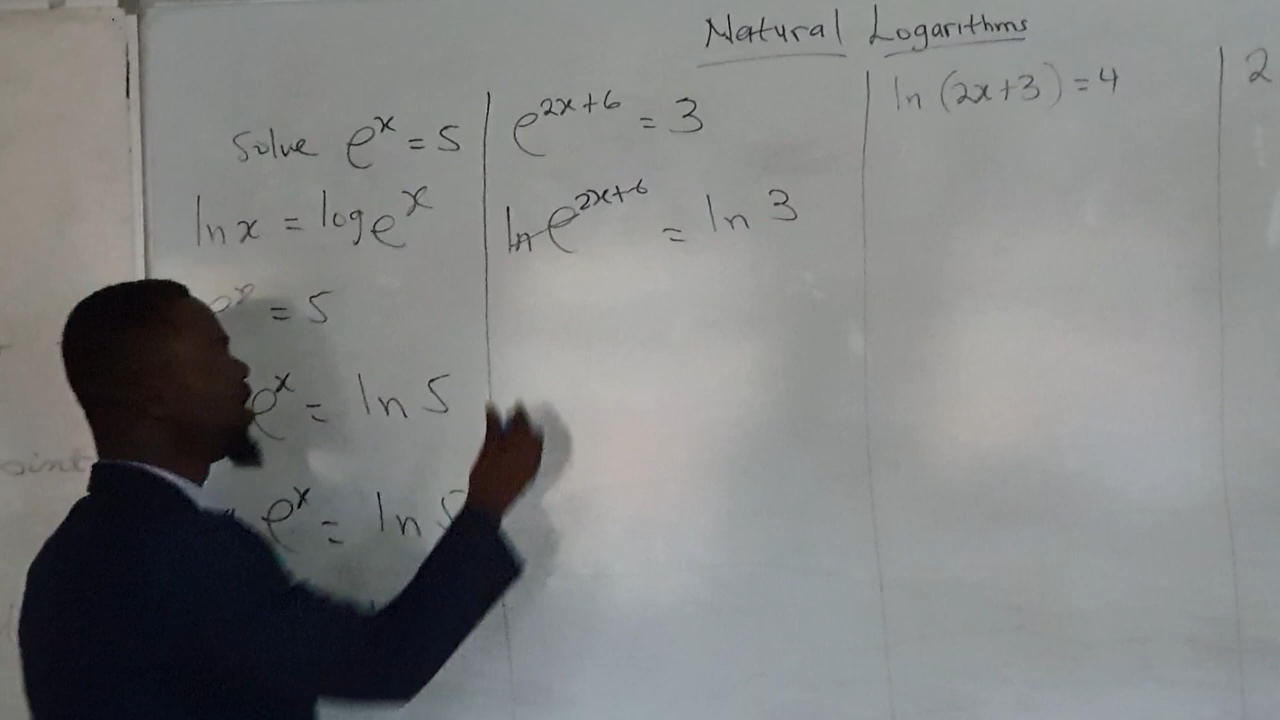 Natural Logarithms
Solve e^x = 5
ln x = log e^x
e^x = 5
e^x = ln 5
e^x = ln 5
e^{2x+6} = 3
ln e^{2x+6} = ln 3
ln (2x+3) = 4
2
oint